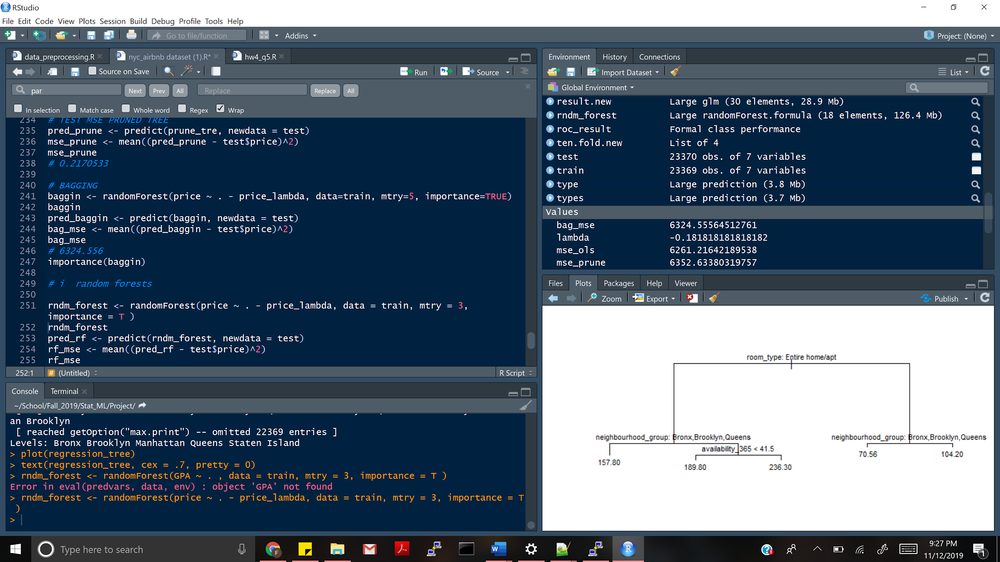 RStudio
File Edit Code View Plots Session Build Debug Profile Tools Help
Go to file/function
Addins
Project: (None)
data_preprocessing.R
nyc_airbnb dataset (1).R*
hw4_q5.R
Source on Save
Run
Source
par
Next
Prev
All
Replace
Replace
All
In selection
Match case
Whole word
Regex
Wrap
234 # TEST MSE PRUNED TREE
235 pred_prune <- predict(prune_tre, newdata = test)
236 mse_prune <- mean((pred_prune - test$price)^2)
237 mse_prune
238 # 0.2170533
239
240 # BAGGING
241 baggin <- randomForest(price ~ . - price_lambda, data=train, mtry=5, importance=TRUE)
242 baggin
243 pred_baggin <- predict(baggin, newdata = test)
244 bag_mse <- mean((pred_baggin - test$price)^2)
245 bag_mse
246 # 6324.556
247 importance(baggin)
248
249 # i  random forests
250
251 rndm_forest <- randomForest(price ~ . - price_lambda, data = train, mtry = 3,
importance = T )
252 rndm_forest
253 pred_rf <- predict(rndm_forest, newdata = test)
254 rf_mse <- mean((pred_rf - test$price)^2)
255 rf_mse
252:1
# (Untitled)
R Script
Console
Terminal
~/School/Fall_2019/Stat_ML/Project/
an Brooklyn
[ reached getOption("max.print") -- omitted 22369 entries ]
Levels: Bronx Brooklyn Manhattan Queens Staten Island
> plot(regression_tree)
> text(regression_tree, cex = .7, pretty = 0)
> rndm_forest <- randomForest(GPA ~ . , data = train, mtry = 3, importance = T )
Error in eval(predvars, data, env) : object 'GPA' not found
> rndm_forest <- randomForest(price ~ . - price_lambda, data = train, mtry = 3, importance = T
)
>
Environment
History
Connections
Import Dataset
List
Global Environment
result.new Large glm (30 elements, 28.9 Mb)
rndm_forest Large randomForest.formula (18 elements, 126.4 Mb)
roc_result Formal class performance
ten.fold.new List of 4
test 23370 obs. of 7 variables
train 23369 obs. of 7 variables
type Large prediction (3.8 Mb)
types Large prediction (3.7 Mb)
Values
bag_mse 6324.55564512761
lambda -0.181818181818182
mse_ols 6261.21642189538
mse_prune 6352.63380319757
Files
Plots
Packages
Help
Viewer
Zoom
Export
Publish
room_type: Entire home/apt
neighbourhood_group: Bronx,Brooklyn,Queens
neighbourhood_group: Bronx,Brooklyn,Queens
availability_365 < 41.5
157.80
189.80
236.30
70.56
104.20
Type here to search
9:27 PM
11/12/2019
1